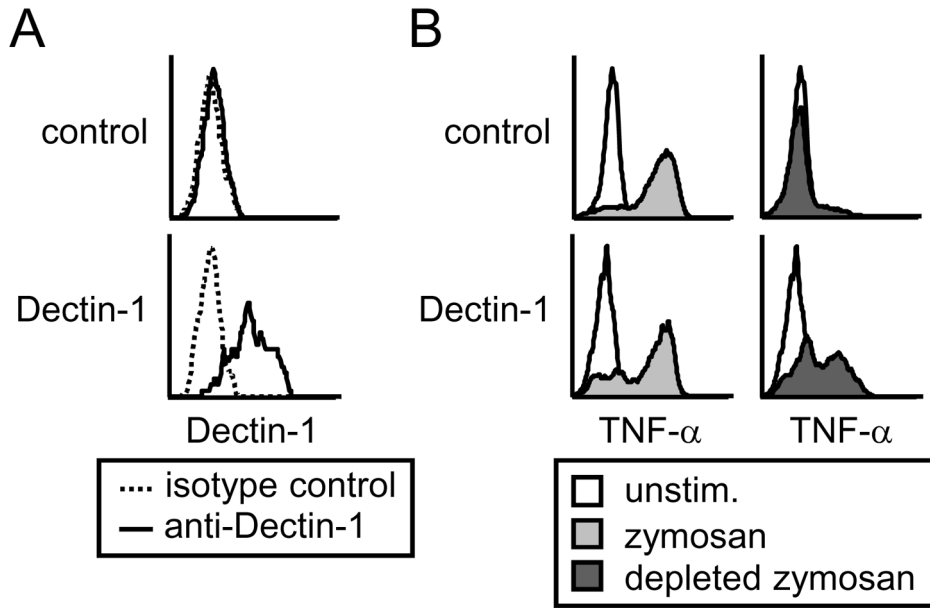 A
B
control
control
Dectin-1
Dectin-1
Dectin-1
TNF-α
TNF-α
isotype control
anti-Dectin-1
unstim.
zymosan
depleted zymosan